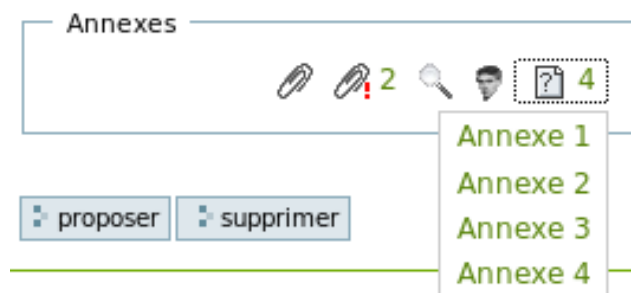 Annexes
2 ? 4
Annexe 1
Annexe 2
proposer supprimer
Annexe 3
Annexe 4